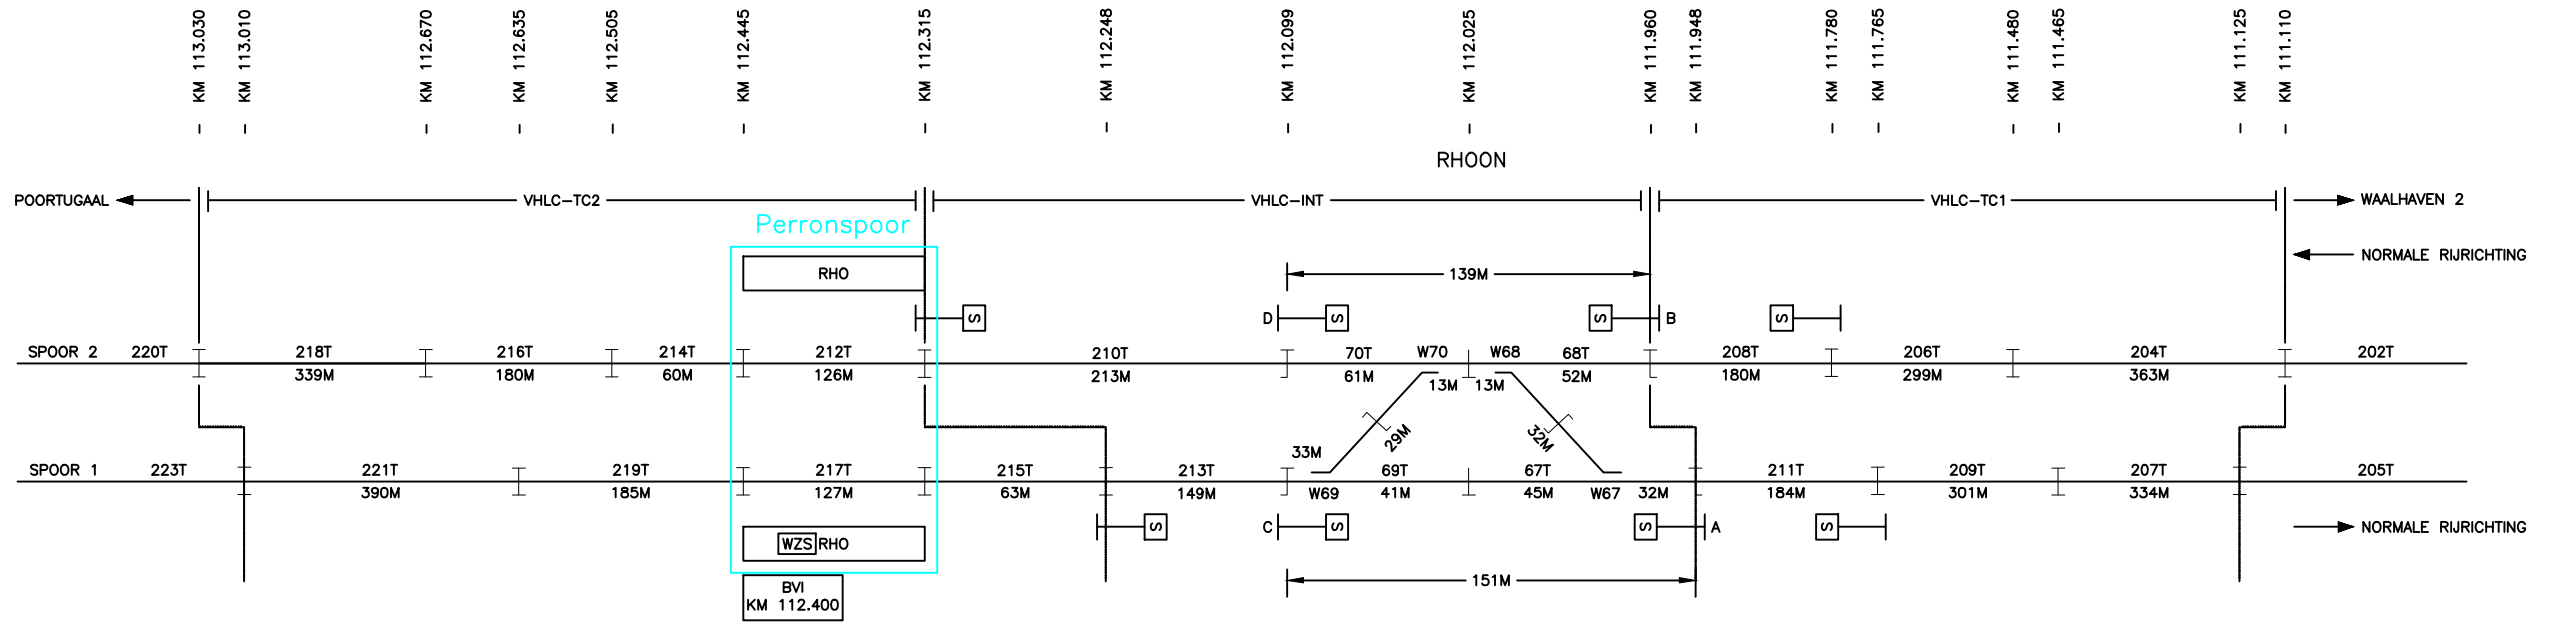 KM 113.030
KM 113.010
KM 112.670
KM 112.635
KM 112.505
KM 112.445
KM 112.315
KM 112.248
KM 112.099
KM 112.025
KM 111.960
KM 111.948
KM 111.780
KM 111.765
KM 111.480
KM 111.465
KM 111.125
KM 111.110
RHOON
POORTUGAAL
VHLC-TC2
VHLC-INT
VHLC-TC1
WAALHAVEN 2
Perronspoor
NORMALE RIJRICHTING
RHO
139M
S
D
S
S
B
S
SPOOR 2
220T
218T
216T
214T
212T
210T
70T
W70
W68
68T
208T
206T
204T
202T
339M
180M
60M
126M
213M
61M
13M
13M
52M
180M
299M
363M
33M
29M
32M
SPOOR 1
223T
221T
219T
217T
215T
213T
69T
67T
211T
209T
207T
205T
390M
185M
127M
63M
149M
W69
41M
45M
W67
32M
184M
301M
334M
S
C
S
S
A
S
NORMALE RIJRICHTING
WZS RHO
151M
BVI
KM 112.400